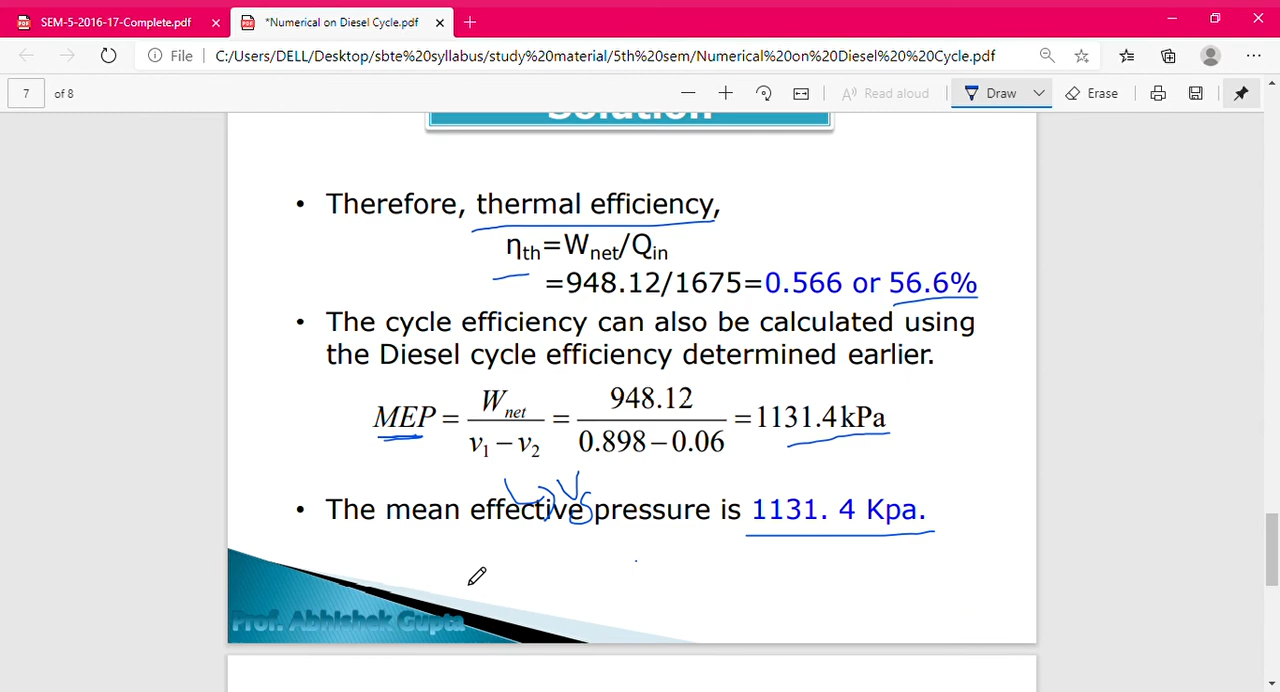 SEM-5-2016-17-Complete.pdf
*Numerical on Diesel Cycle.pdf
File C:/Users/DELL/Desktop/sbte%20syllabus/study%20material/5th%20sem/Numerical%20on%20Diesel%20%20Cycle.pdf
7 of 8 Read aloud Draw Erase
Solution
• Therefore, thermal efficiency,
ηth=Wnet/Qin
=948.12/1675=0.566 or 56.6%
• The cycle efficiency can also be calculated using
the Diesel cycle efficiency determined earlier.
MEP = Wnet / v1 − v2 = 948.12 / 0.898 − 0.06 = 1131.4 kPa
Vs
• The mean effective pressure is 1131. 4 Kpa.
Prof. Abhishek Gupta